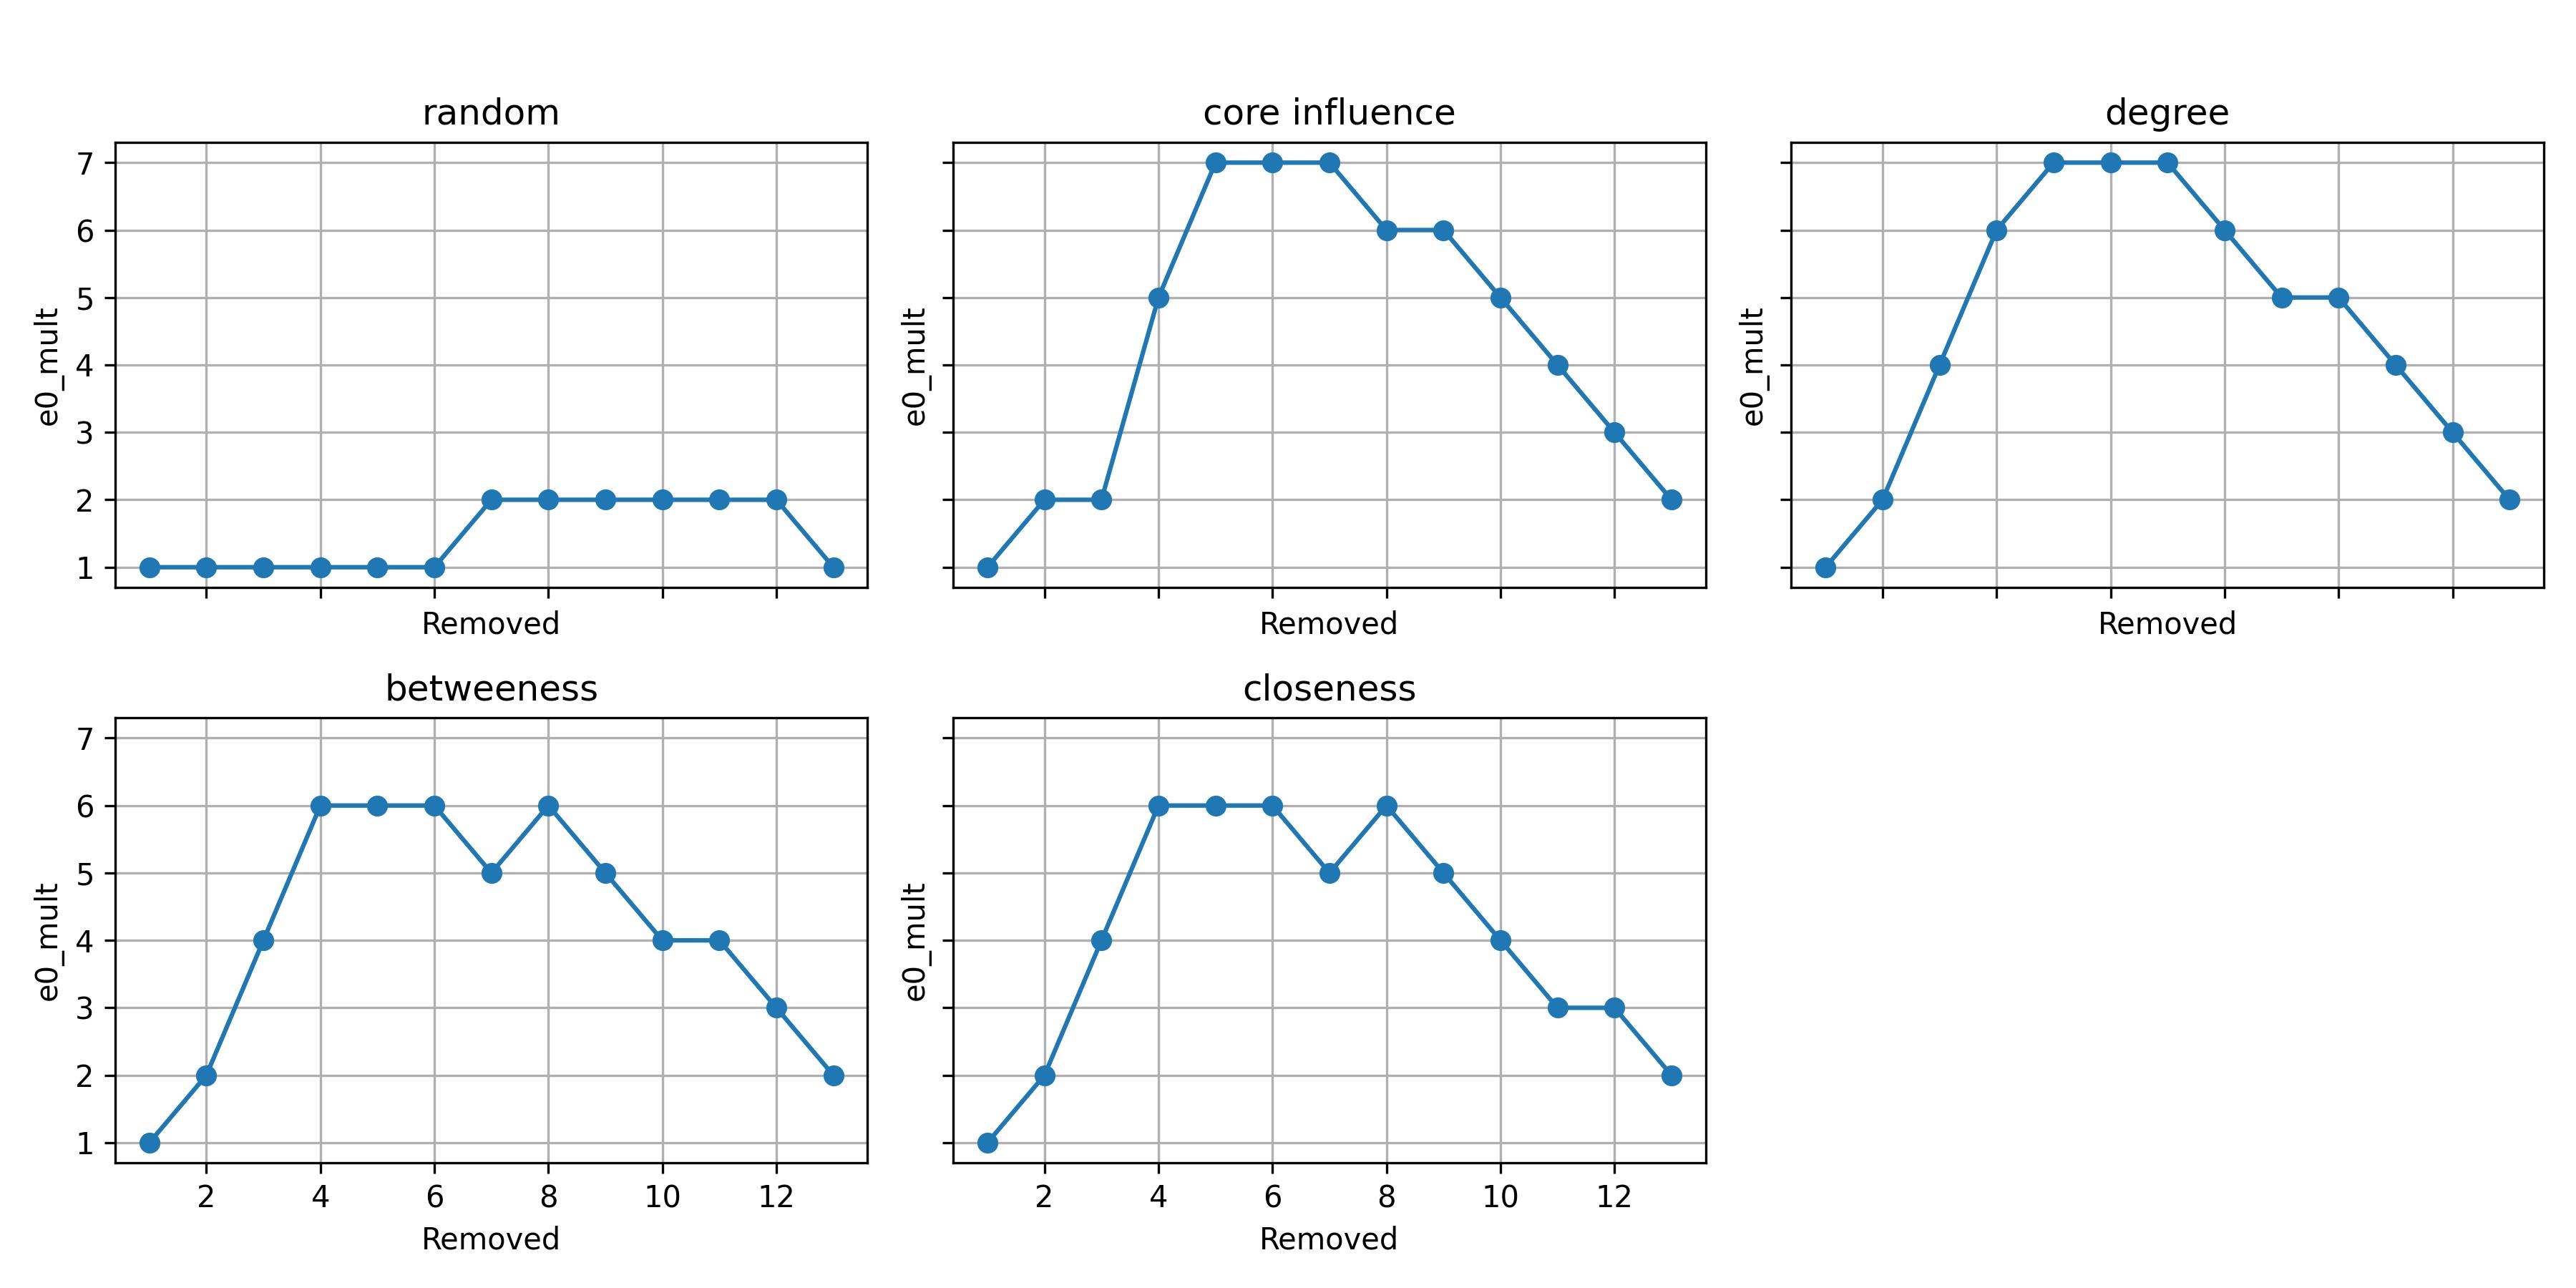 random
core influence
degree
7
6
5
4
3
2
1
e0_mult
e0_mult
e0_mult
Removed
Removed
Removed
betweeness
closeness
7
6
5
4
3
2
1
e0_mult
e0_mult
2 4 6 8 10 12
2 4 6 8 10 12
Removed
Removed